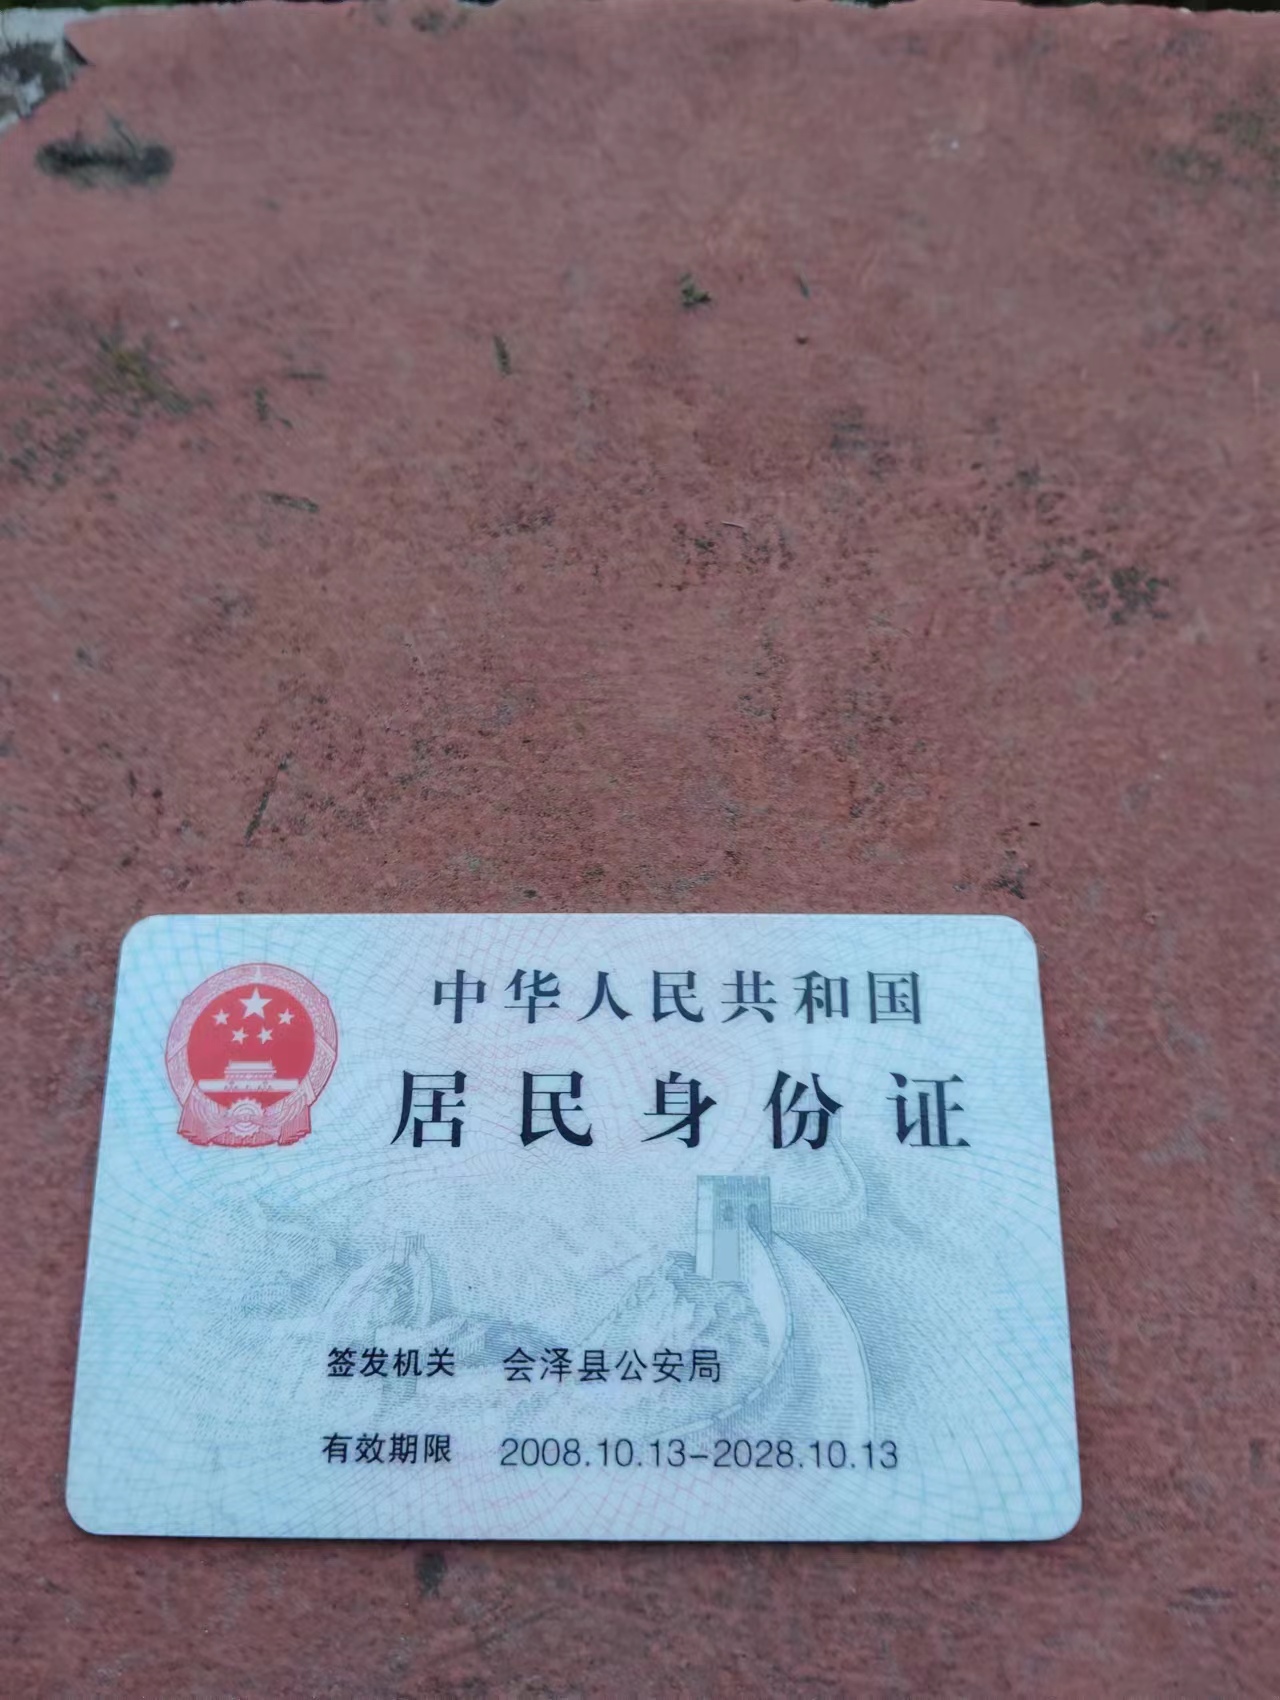 中华人民共和国
居民身份证
签发机关 会泽县公安局
有效期限 2008.10.13-2028.10.13